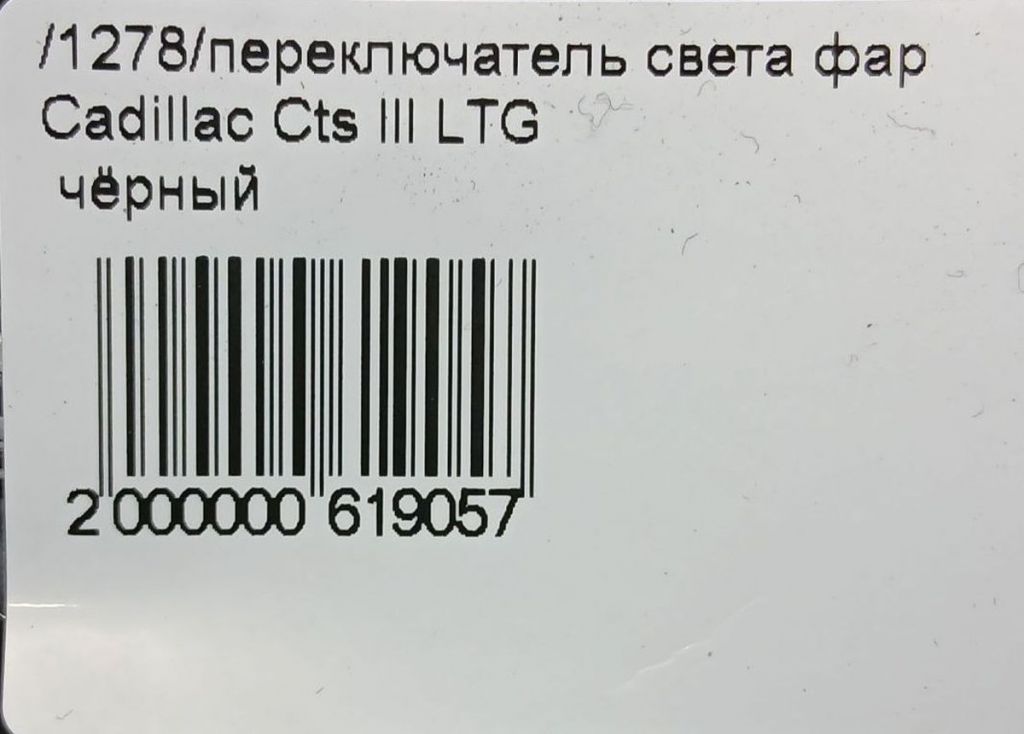 /1278/переключатель света фар
Cadillac Cts III LTG
чёрный
2 000000 619057